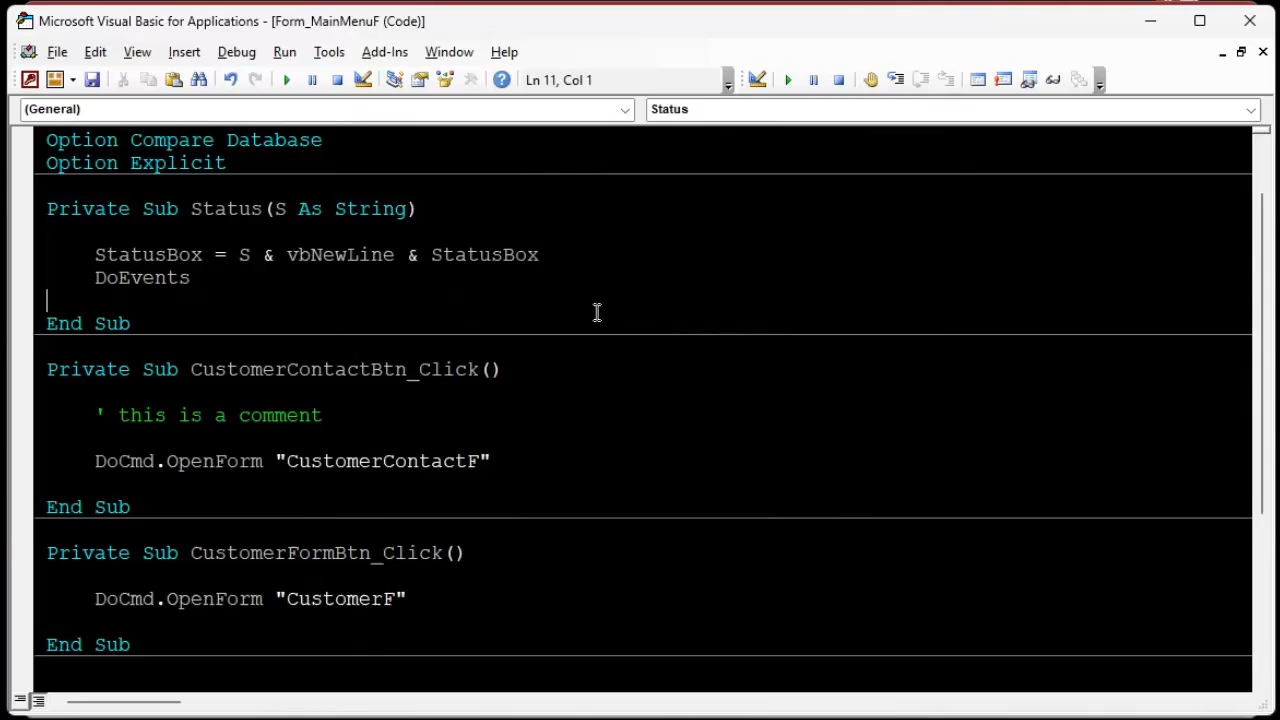 Microsoft Visual Basic for Applications - [Form_MainMenuF (Code)]
File Edit View Insert Format Debug Run Tools Add-Ins Window Help
Ln 11, Col 1
(General) Status
Option Compare Database
Option Explicit
Private Sub Status(S As String)
StatusBox = S & vbNewLine & StatusBox
DoEvents
End Sub
Private Sub CustomerContactBtn_Click()
' this is a comment
DoCmd.OpenForm "CustomerContactF"
End Sub
Private Sub CustomerFormBtn_Click()
DoCmd.OpenForm "CustomerF"
End Sub